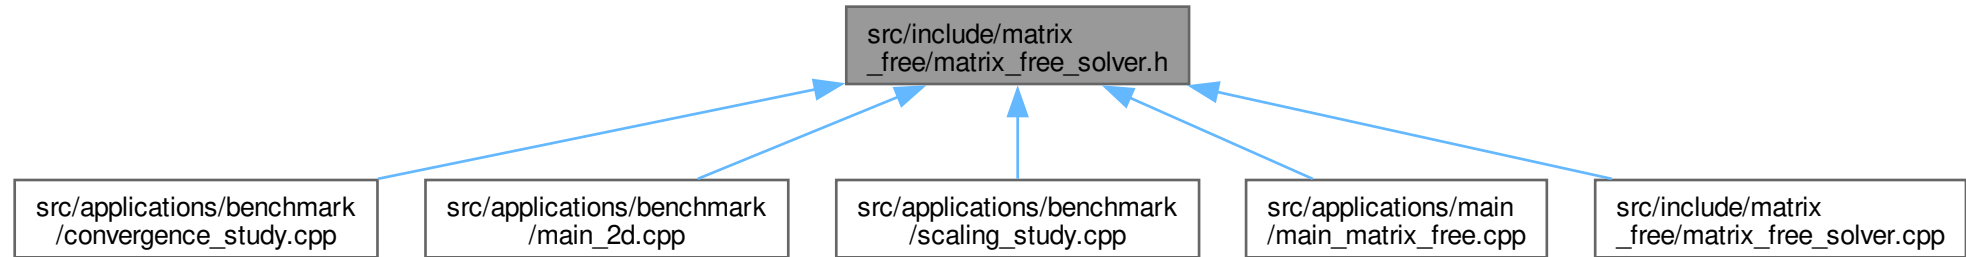 src/include/matrix
_free/matrix_free_solver.h
src/applications/benchmark
/convergence_study.cpp
src/applications/benchmark
/main_2d.cpp
src/applications/benchmark
/scaling_study.cpp
src/applications/main
/main_matrix_free.cpp
src/include/matrix
_free/matrix_free_solver.cpp